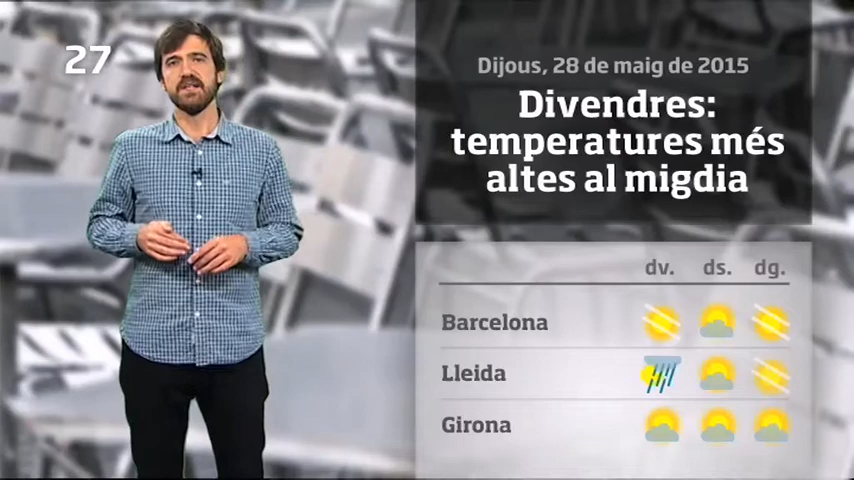 27
Dijous, 28 de maig de 2015
Divendres:
temperatures més
altes al migdia
dv. ds. dg.
Barcelona
Lleida
Girona